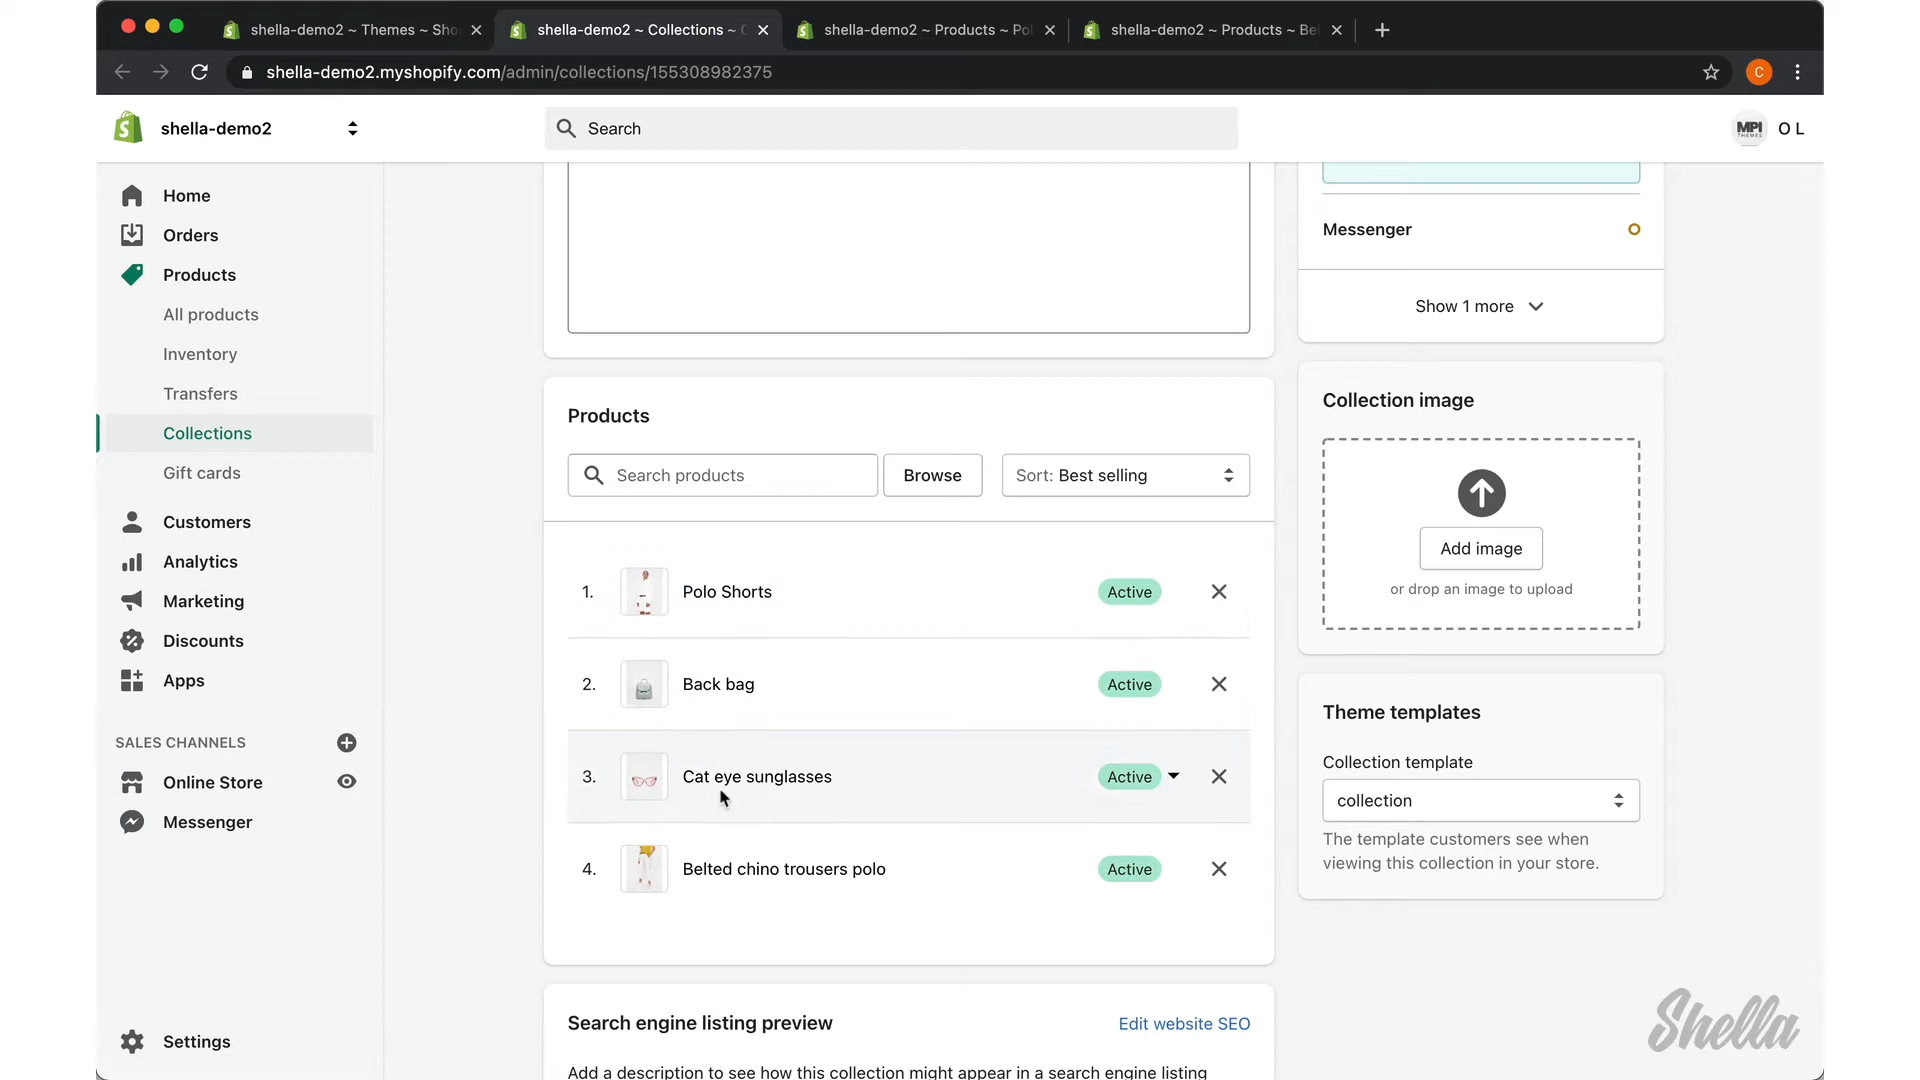 shella-demo2 ~ Themes ~ Sho
shella-demo2 ~ Collections ~ C
shella-demo2 ~ Products ~ Pol
shella-demo2 ~ Products ~ Bel
shella-demo2.myshopify.com/admin/collections/155308982375
C
shella-demo2
Search
MPI
THEMES
O L
Home
Orders
Products
All products
Inventory
Transfers
Collections
Gift cards
Customers
Analytics
Marketing
Discounts
Apps
SALES CHANNELS
Online Store
Messenger
Settings
Products
Search products
Browse
Sort: Best selling
1. Polo Shorts Active
2. Back bag Active
3. Cat eye sunglasses Active
4. Belted chino trousers polo Active
Search engine listing preview
Edit website SEO
Add a description to see how this collection might appear in a search engine listing
Messenger
Show 1 more
Collection image
Add image
or drop an image to upload
Theme templates
Collection template
collection
The template customers see when
viewing this collection in your store.
Shella